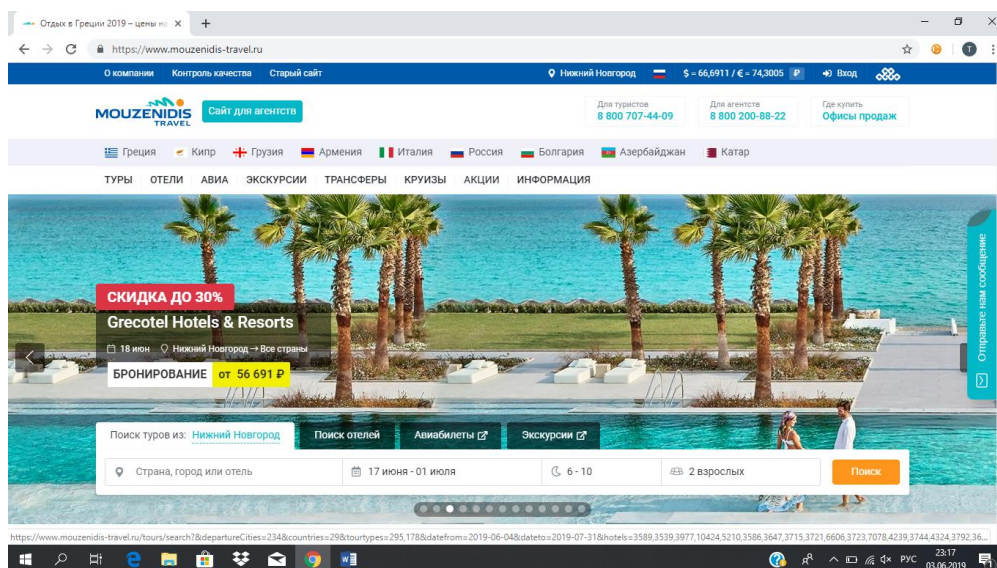 Отдых в Греции 2019 – цены на
https://www.mouzenidis-travel.ru
О компании Контроль качества Старый сайт Нижний Новгород $ = 66,6911 / € = 74,3005 ₽ Вход
MOUZENIDIS
TRAVEL
Сайт для агентств
Для туристов Для агентств Где купить
8 800 707-44-09 8 800 200-88-22 Офисы продаж
Греция Кипр Грузия Армения Италия Россия Болгария Азербайджан Катар
ТУРЫ ОТЕЛИ АВИА ЭКСКУРСИИ ТРАНСФЕРЫ КРУИЗЫ АКЦИИ ИНФОРМАЦИЯ
Отправьте нам сообщение
СКИДКА ДО 30%
Grecotel Hotels & Resorts
18 июн Нижний Новгород → Все страны
БРОНИРОВАНИЕ от 56 691 ₽
Поиск туров из: Нижний Новгород Поиск отелей Авиабилеты Экскурсии
Страна, город или отель 17 июня - 01 июля 6 - 10 2 взрослых Поиск
https://www.mouzenidis-travel.ru/tours/search?&departureCities=234&countries=29&tourtypes=295,178&datefrom=2019-06-04&dateto=2019-07-31&hotels=3589,3539,3977,10424,5210,3586,3647,3715,3721,6606,3723,7078,4239,3744,4324,3792,36...
РУС 23:17
03.06.2019